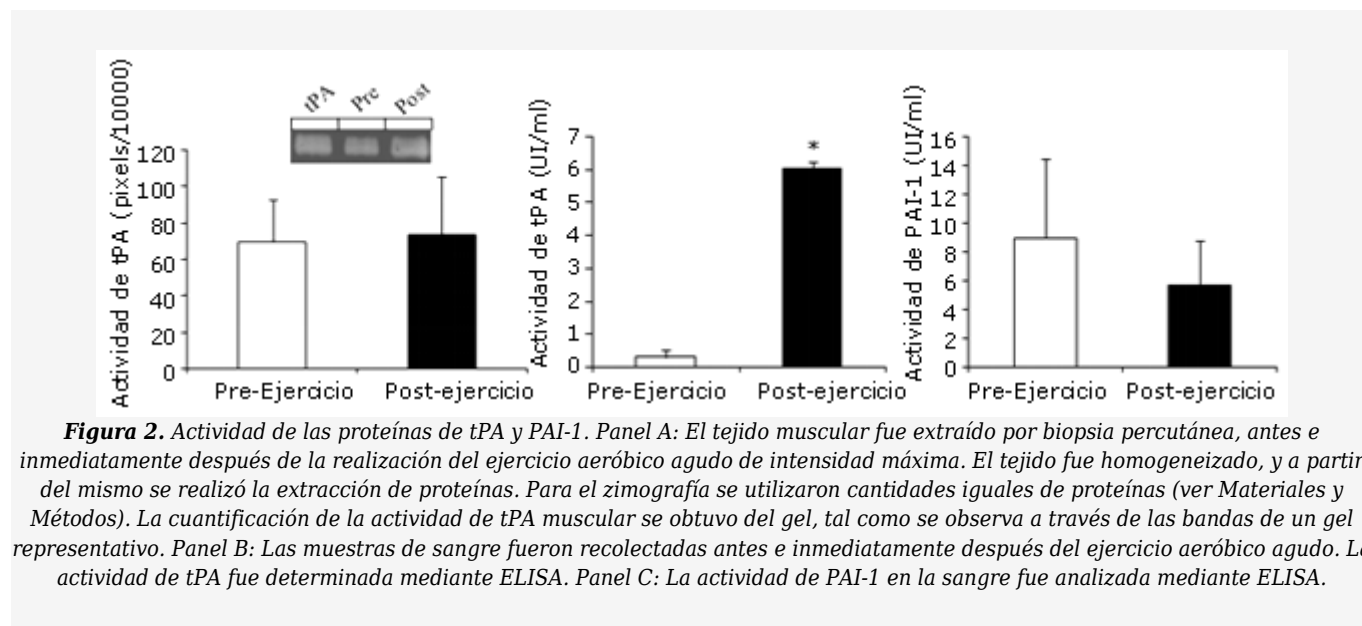 Actividad de tPA (pixels/10000)
tPA Pre Post
120
100
80
60
40
20
0
Pre-Ejercicio Post-ejercicio
Actividad de tPA (UI/ml)
7
6
5
4
3
2
1
0
*
Pre-Ejercicio Post-ejercicio
Actividad de PAI-1 (UI/ml)
16
14
12
10
8
6
4
2
0
Pre-Ejercicio Post-ejercicio
Figura 2. Actividad de las proteínas de tPA y PAI-1. Panel A: El tejido muscular fue extraído por biopsia percutánea, antes e
inmediatamente después de la realización del ejercicio aeróbico agudo de intensidad máxima. El tejido fue homogeneizado, y a partir
del mismo se realizó la extracción de proteínas. Para el zimografía se utilizaron cantidades iguales de proteínas (ver Materiales y
Métodos). La cuantificación de la actividad de tPA muscular se obtuvo del gel, tal como se observa a través de las bandas de un gel
representativo. Panel B: Las muestras de sangre fueron recolectadas antes e inmediatamente después del ejercicio aeróbico agudo. La
actividad de tPA fue determinada mediante ELISA. Panel C: La actividad de PAI-1 en la sangre fue analizada mediante ELISA.